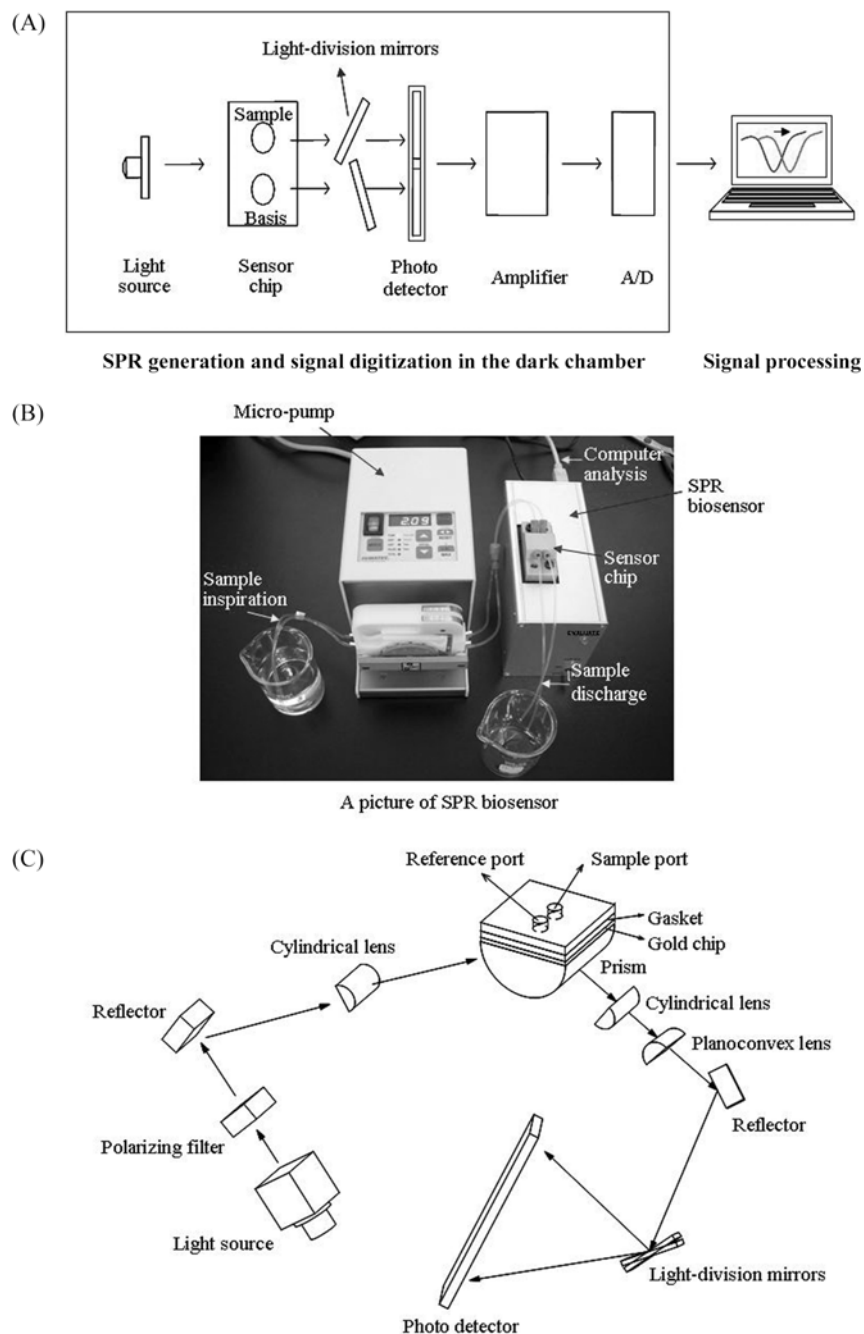 (A)
Light-division mirrors
Sample
Basis
Light
source
Sensor
chip
Photo
detector
Amplifier
A/D
SPR generation and signal digitization in the dark chamber
Signal processing
(B)
Micro-pump
Computer
analysis
SPR
biosensor
Sensor
chip
2.09
Sample
inspiration
Sample
discharge
A picture of SPR biosensor
(C)
Reference port
Sample port
Gasket
Gold chip
Prism
Cylindrical lens
Cylindrical lens
Planoconvex lens
Reflector
Reflector
Polarizing filter
Light source
Light-division mirrors
Photo detector